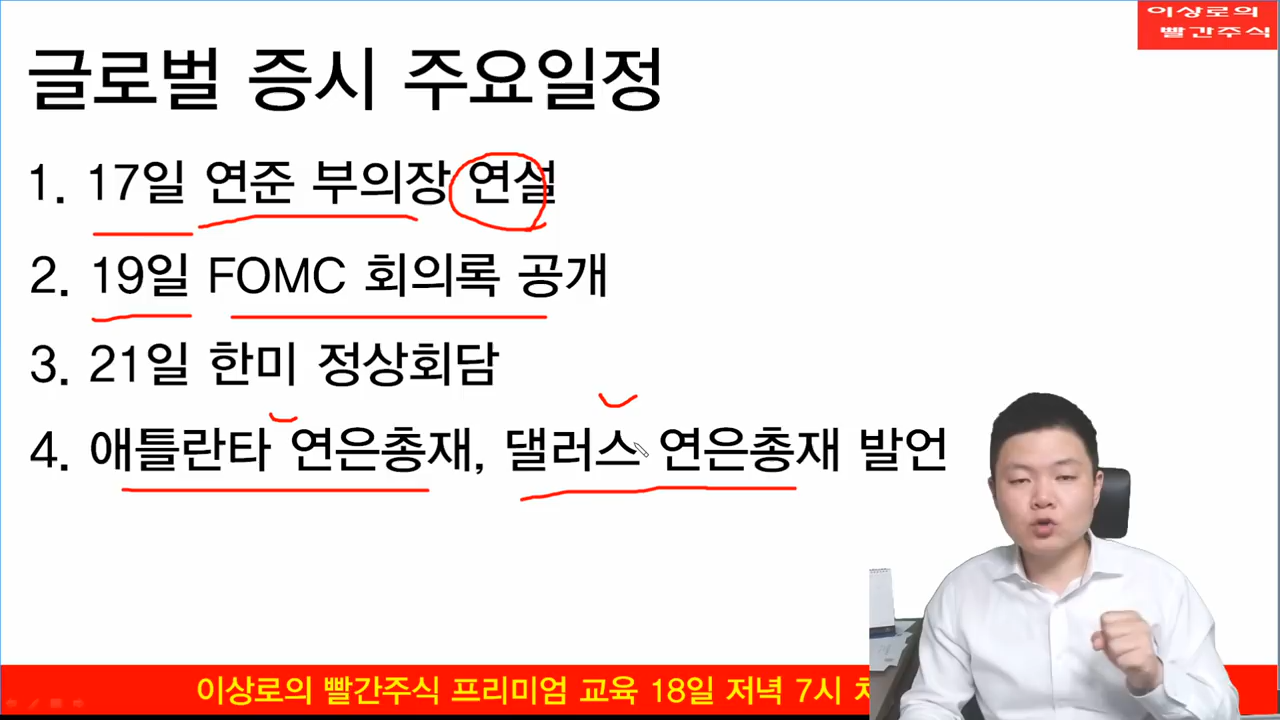 이상로의
빨간주식
글로벌 증시 주요일정
1. 17일 연준 부의장 연설
2. 19일 FOMC 회의록 공개
3. 21일 한미 정상회담
4. 애틀란타 연은총재, 댈러스 연은총재 발언
이상로의 빨간주식 프리미엄 교육 18일 저녁 7시